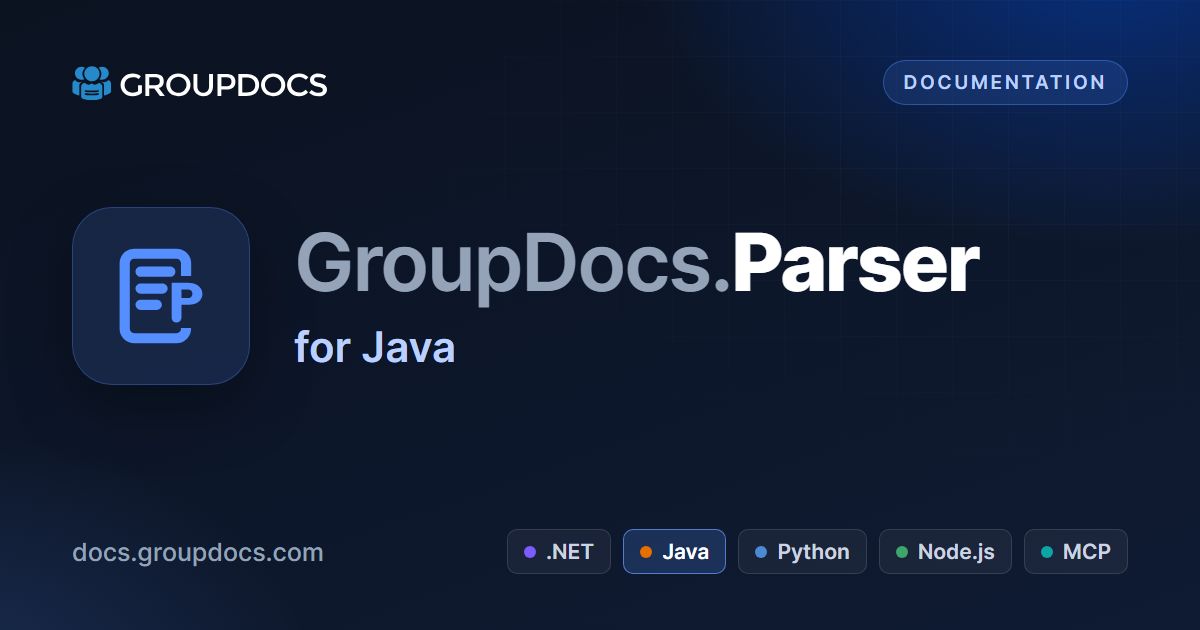 GROUPDOCS
DOCUMENTATION
P
GroupDocs.Parser
for Java
docs.groupdocs.com
.NET
Java
Python
Node.js
MCP